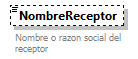 NombreReceptor
Nombre o razon social del
receptor